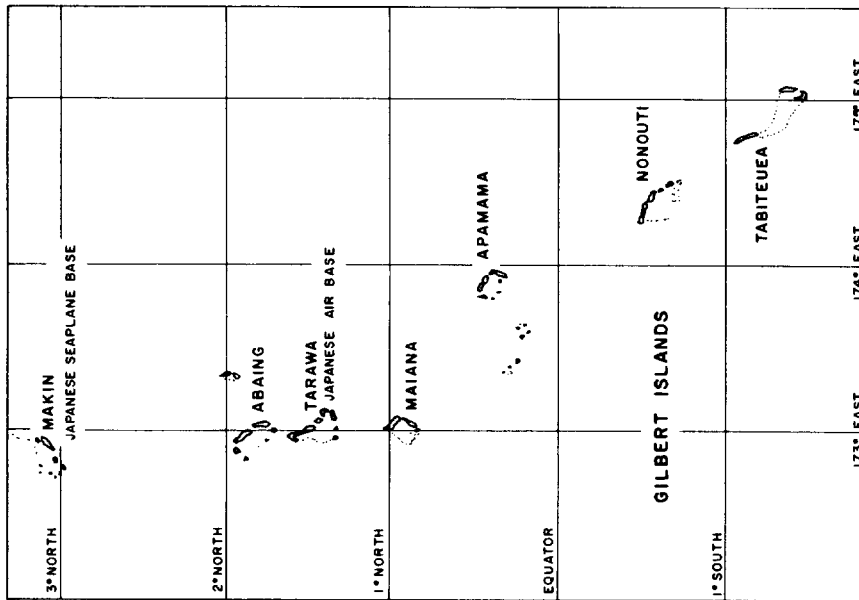 3° NORTH
MAKIN
JAPANESE SEAPLANE BASE
2° NORTH
ABAING
TARAWA
JAPANESE AIR BASE
1° NORTH
MAIANA
APAMAMA
EQUATOR
GILBERT ISLANDS
NONOUTI
1° SOUTH
TABITEUEA
173° EAST
174° EAST
EAST